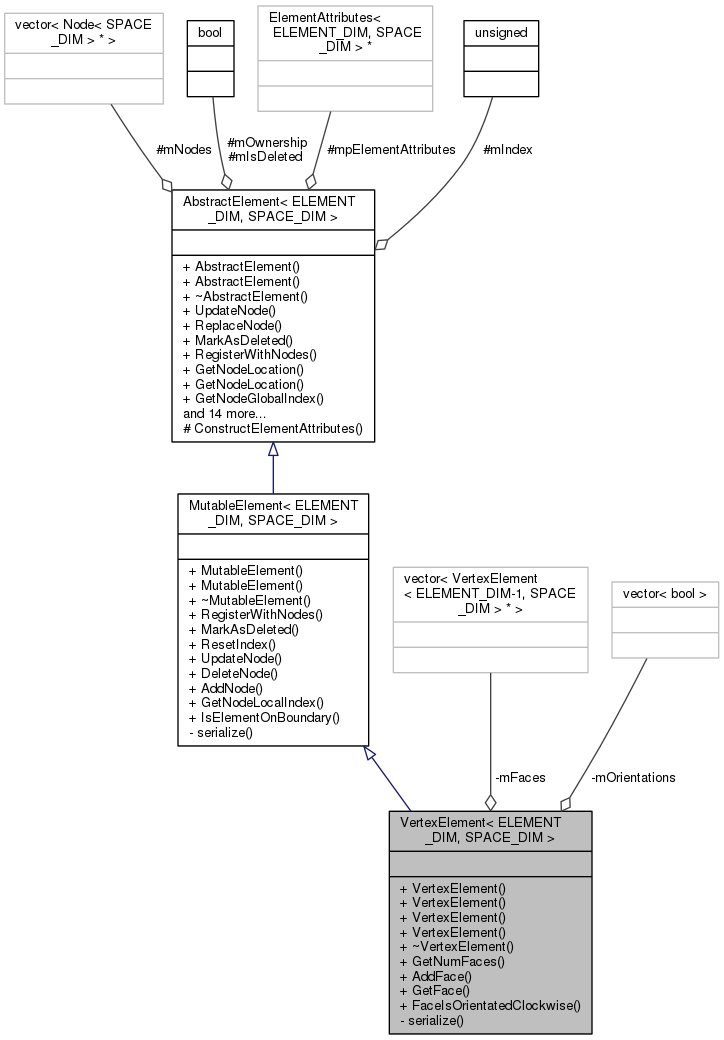 vector< Node< SPACE
_DIM > * >
bool
ElementAttributes<
ELEMENT_DIM, SPACE
_DIM > *
unsigned
#mNodes
#mOwnership
#mIsDeleted
#mpElementAttributes
#mIndex
AbstractElement< ELEMENT
_DIM, SPACE_DIM >
+ AbstractElement()
+ AbstractElement()
+ ~AbstractElement()
+ UpdateNode()
+ ReplaceNode()
+ MarkAsDeleted()
+ RegisterWithNodes()
+ GetNodeLocation()
+ GetNodeLocation()
+ GetNodeGlobalIndex()
and 14 more...
# ConstructElementAttributes()
MutableElement< ELEMENT
_DIM, SPACE_DIM >
+ MutableElement()
+ MutableElement()
+ ~MutableElement()
+ RegisterWithNodes()
+ MarkAsDeleted()
+ ResetIndex()
+ UpdateNode()
+ DeleteNode()
+ AddNode()
+ GetNodeLocalIndex()
+ IsElementOnBoundary()
- serialize()
vector< VertexElement
< ELEMENT_DIM-1, SPACE
_DIM > * >
vector< bool >
-mFaces
-mOrientations
VertexElement< ELEMENT
_DIM, SPACE_DIM >
+ VertexElement()
+ VertexElement()
+ VertexElement()
+ VertexElement()
+ ~VertexElement()
+ GetNumFaces()
+ AddFace()
+ GetFace()
+ FaceIsOrientatedClockwise()
- serialize()